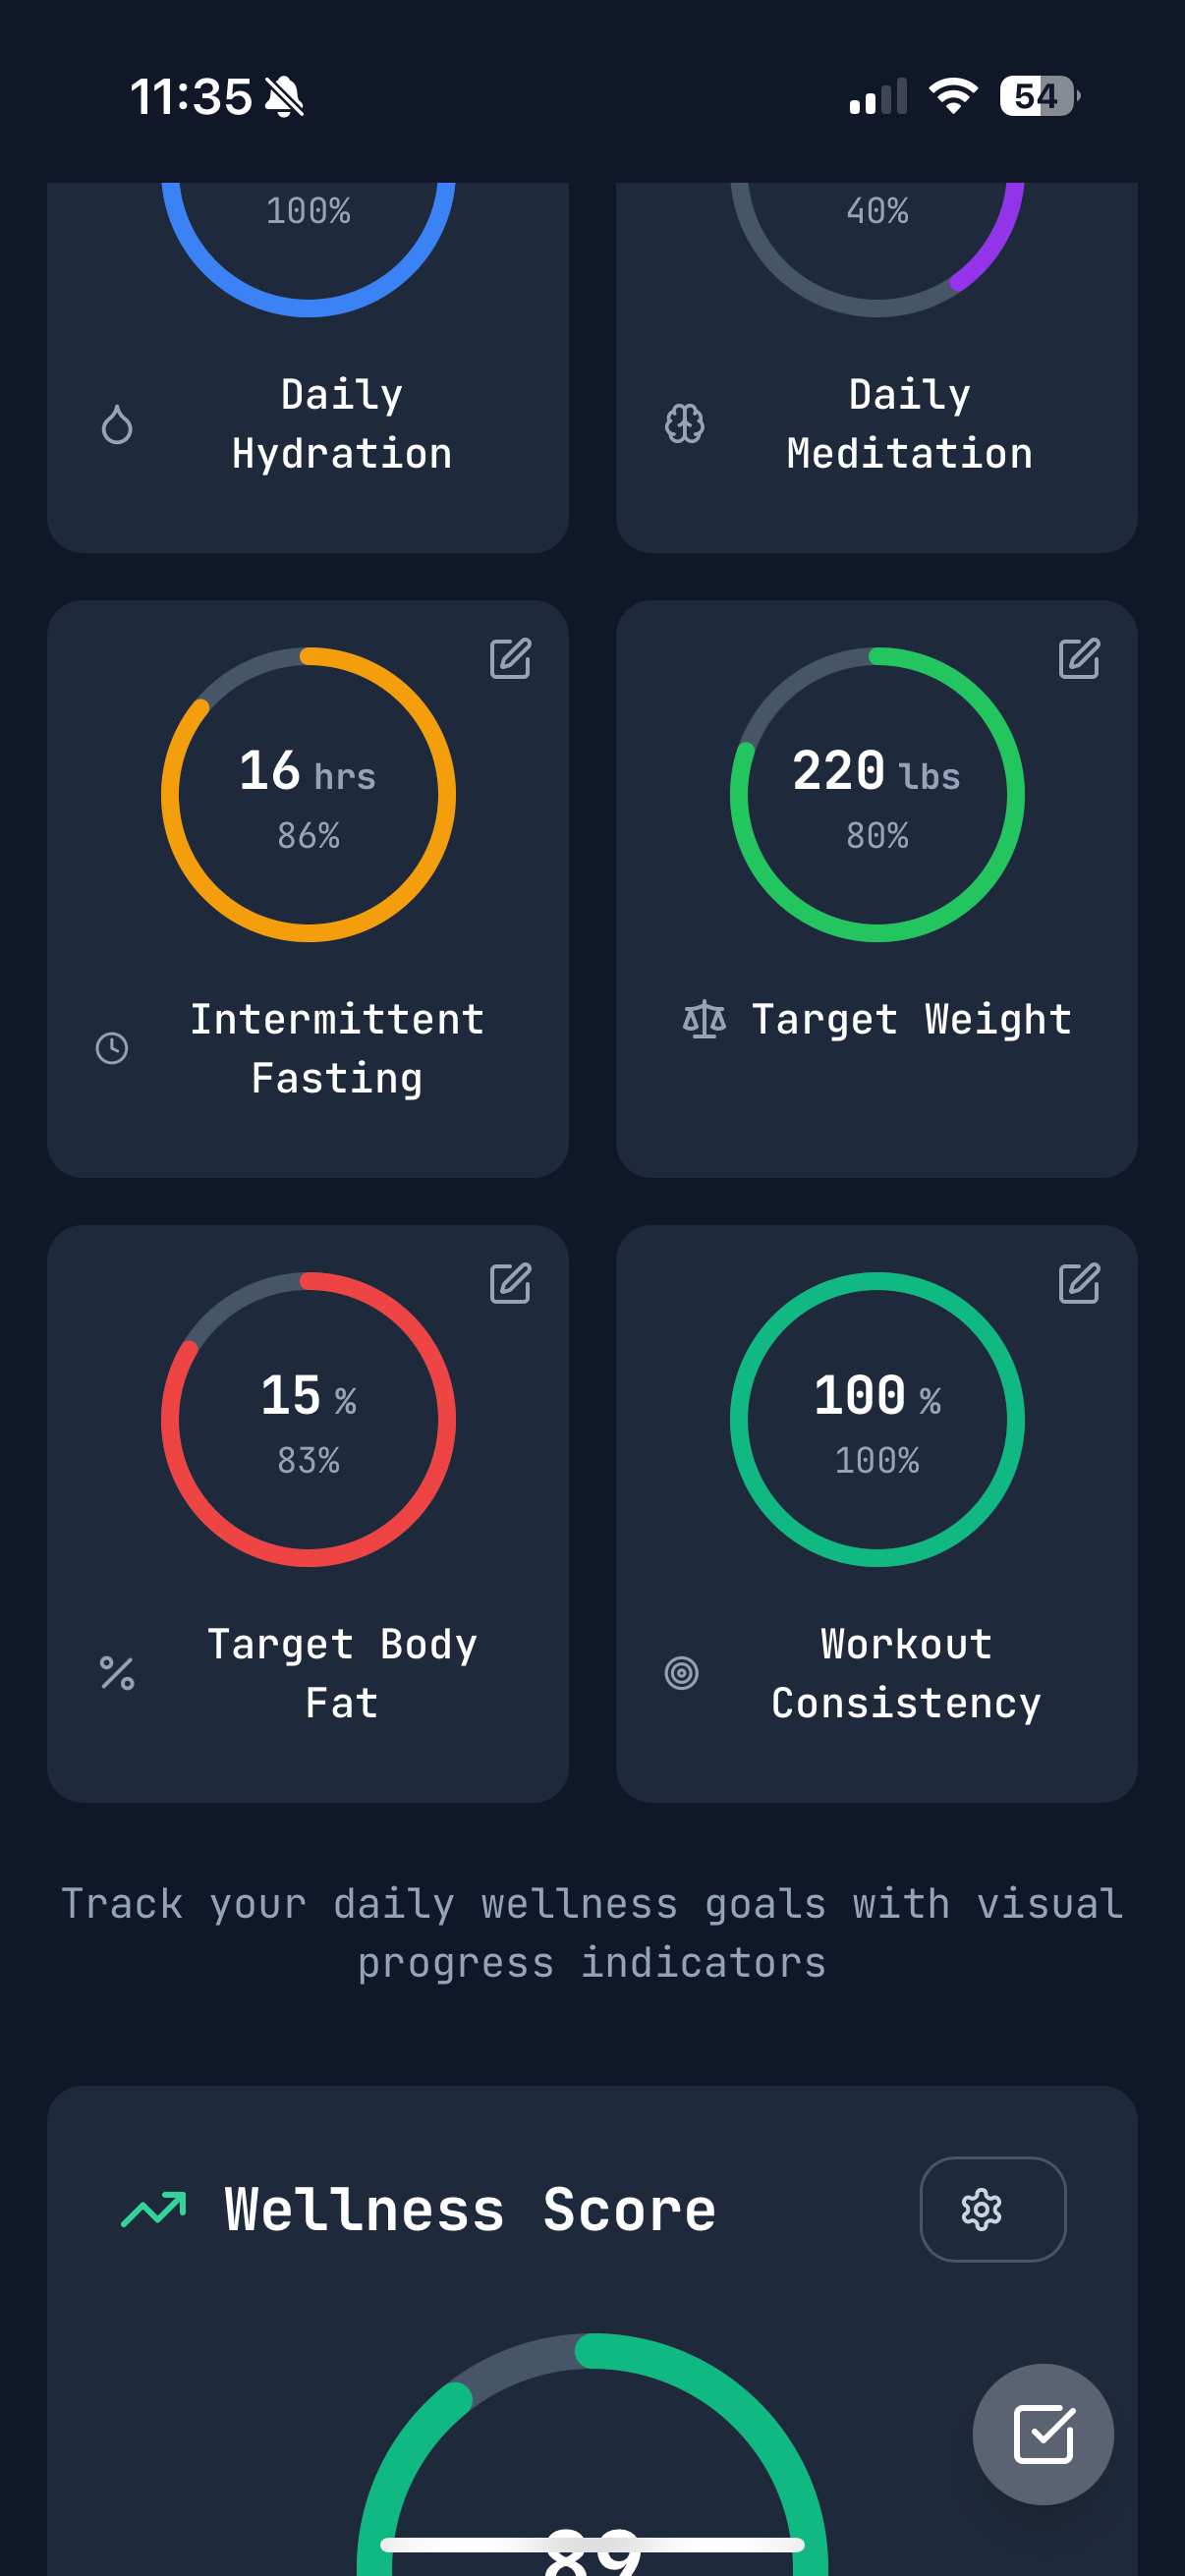 11:35
54
100%
40%
Daily
Hydration
Daily
Meditation
16 hrs
86%
220 lbs
80%
Intermittent
Fasting
Target Weight
15 %
83%
100 %
100%
Target Body
Fat
Workout
Consistency
Track your daily wellness goals with visual
progress indicators
Wellness Score
89